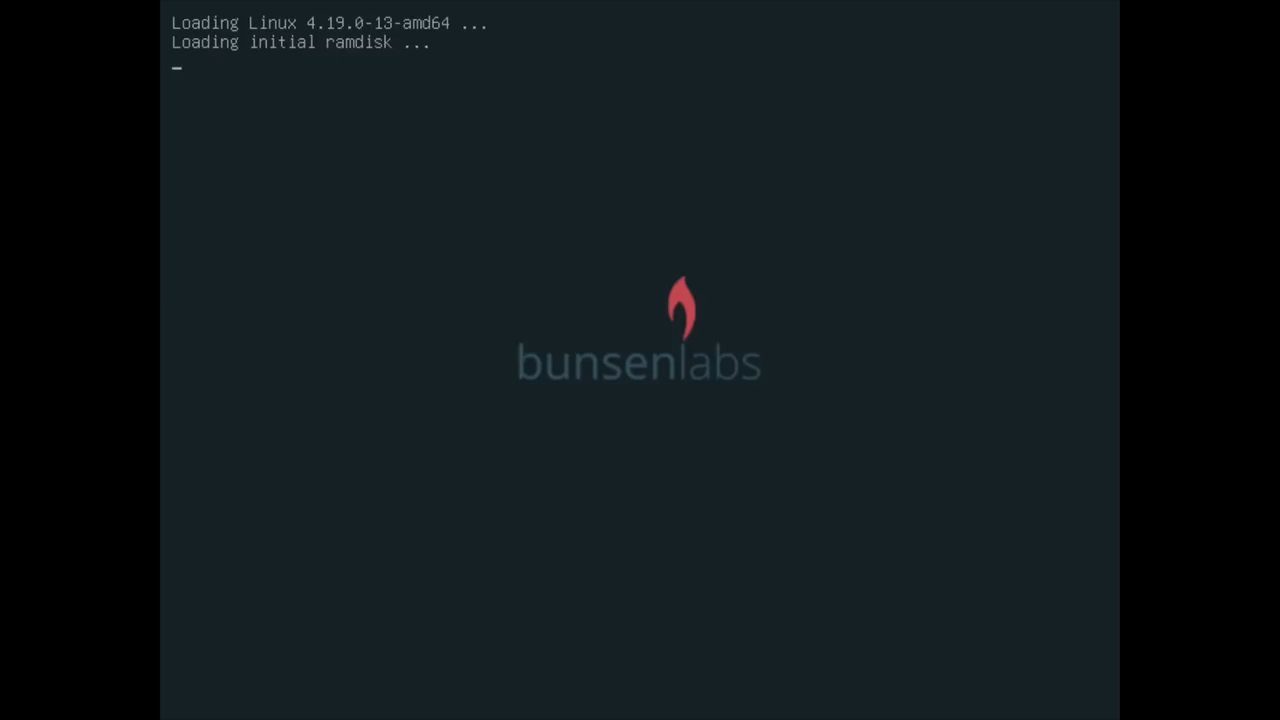 Loading Linux 4.19.0-13-amd64 ...
Loading initial ramdisk ...
bunsenlabs